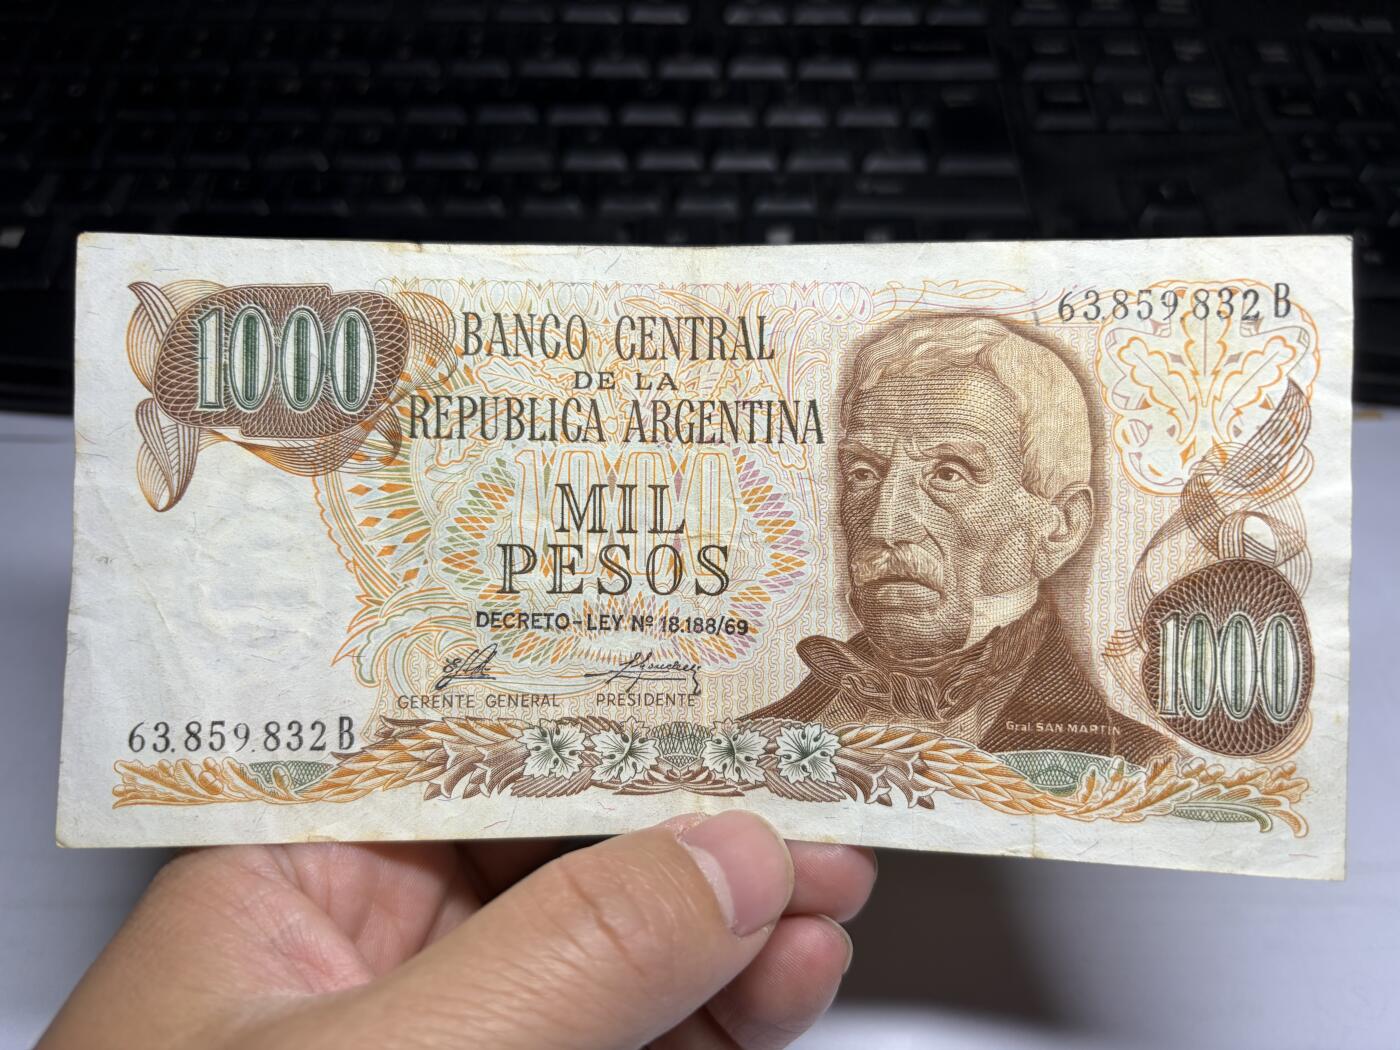 1000
63.859.832 B
BANCO CENTRAL
DE LA
REPUBLICA ARGENTINA
1000
MIL
PESOS
DECRETO-LEY Nº 18.188/69
GERENTE GENERAL PRESIDENTE
Gral. SAN MARTIN
1000
63.859.832 B